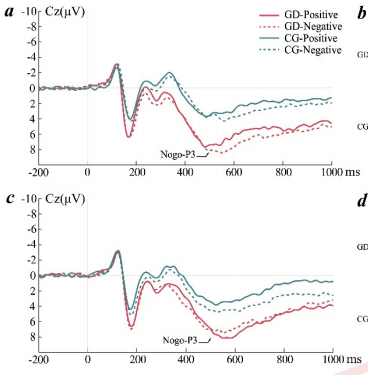 a Cz(μV) b
-10
-8
-6
-4
-2
0
2
4
6
8
GD-Positive
GD-Negative
CG-Positive
CG-Negative
GD
CG
Nogo-P3
-200 0 200 400 600 800 1000 ms
c Cz(μV) d
-10
-8
-6
-4
-2
0
2
4
6
8
GD
CG
Nogo-P3
-200 0 200 400 600 800 1000 ms